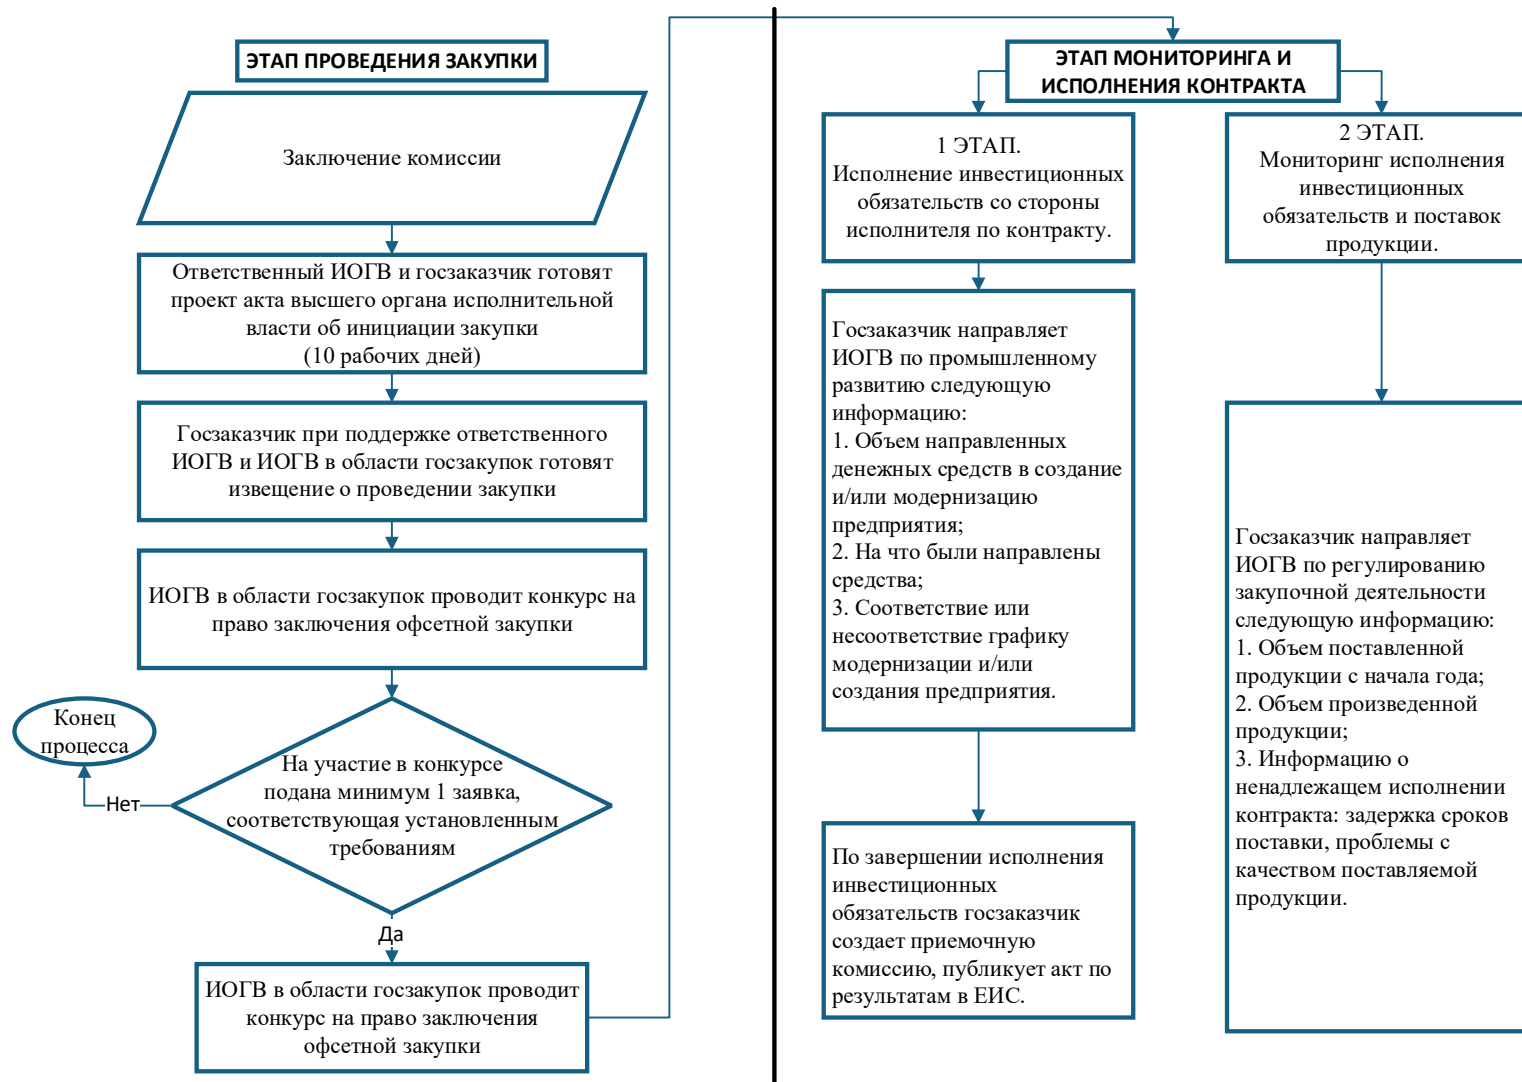 ЭТАП ПРОВЕДЕНИЯ ЗАКУПКИ
Заключение комиссии
Ответственный ИОГВ и госзаказчик готовят
проект акта высшего органа исполнительной
власти об инициации закупки
(10 рабочих дней)
Госзаказчик при поддержке ответственного
ИОГВ и ИОГВ в области госзакупок готовят
извещение о проведении закупки
ИОГВ в области госзакупок проводит конкурс на
право заключения офсетной закупки
Конец
процесса
На участие в конкурсе
подана минимум 1 заявка,
соответствующая установленным
требованиям
Нет
Да
ИОГВ в области госзакупок проводит
конкурс на право заключения
офсетной закупки
ЭТАП МОНИТОРИНГА И
ИСПОЛНЕНИЯ КОНТРАКТА
1 ЭТАП.
Исполнение инвестиционных
обязательств со стороны
исполнителя по контракту.
Госзаказчик направляет
ИОГВ по промышленному
развитию следующую
информацию:
1. Объем направленных
денежных средств в создание
и/или модернизацию
предприятия;
2. На что были направлены
средства;
3. Соответствие или
несоответствие графику
модернизации и/или
создания предприятия.
По завершении исполнения
инвестиционных
обязательств госзаказчик
создает приемочную
комиссию, публикует акт по
результатам в ЕИС.
2 ЭТАП.
Мониторинг исполнения
инвестиционных
обязательств и поставок
продукции.
Госзаказчик направляет
ИОГВ по регулированию
закупочной деятельности
следующую информацию:
1. Объем поставленной
продукции с начала года;
2. Объем произведенной
продукции;
3. Информацию о
ненадлежащем исполнении
контракта: задержка сроков
поставки, проблемы с
качеством поставляемой
продукции.